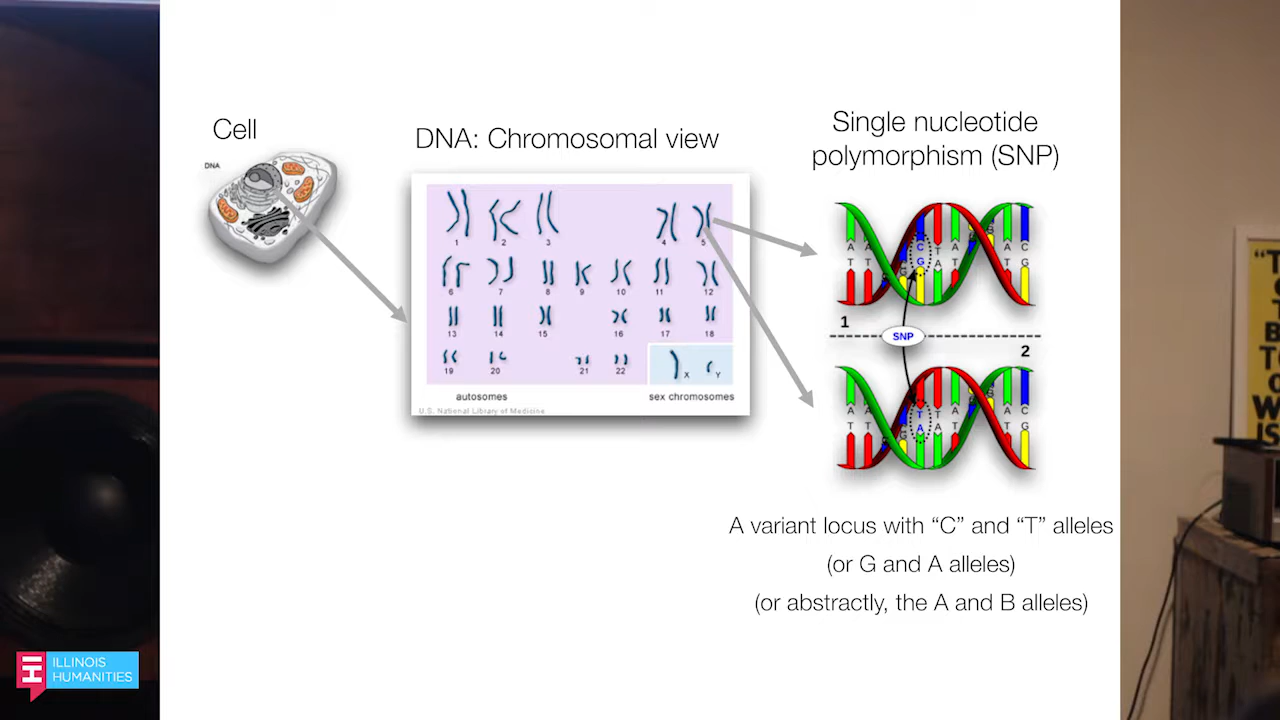 Cell
DNA
DNA: Chromosomal view
1 2 3 4 5
6 7 8 9 10 11 12
13 14 15 16 17 18
19 20 21 22 X Y
autosomes sex chromosomes
U.S. National Library of Medicine
Single nucleotide
polymorphism (SNP)
1
SNP
2
A variant locus with “C” and “T” alleles
(or G and A alleles)
(or abstractly, the A and B alleles)
ILLINOIS
HUMANITIES